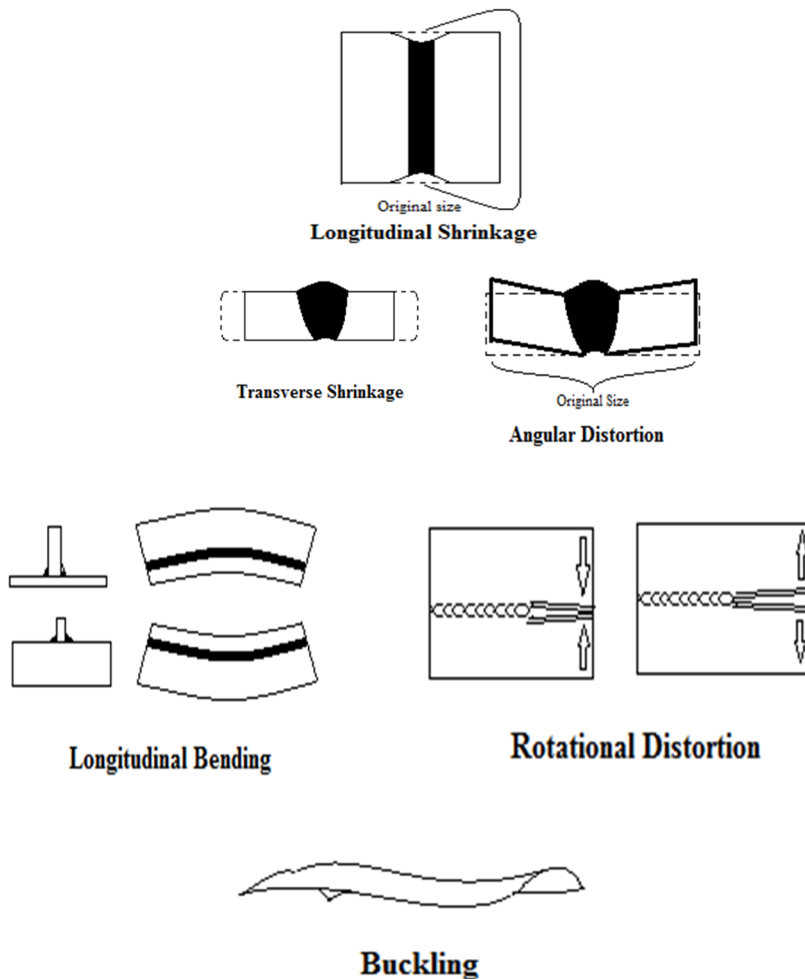 Original size
Longitudinal Shrinkage
Transverse Shrinkage
Original Size
Angular Distortion
Longitudinal Bending
Rotational Distortion
Buckling